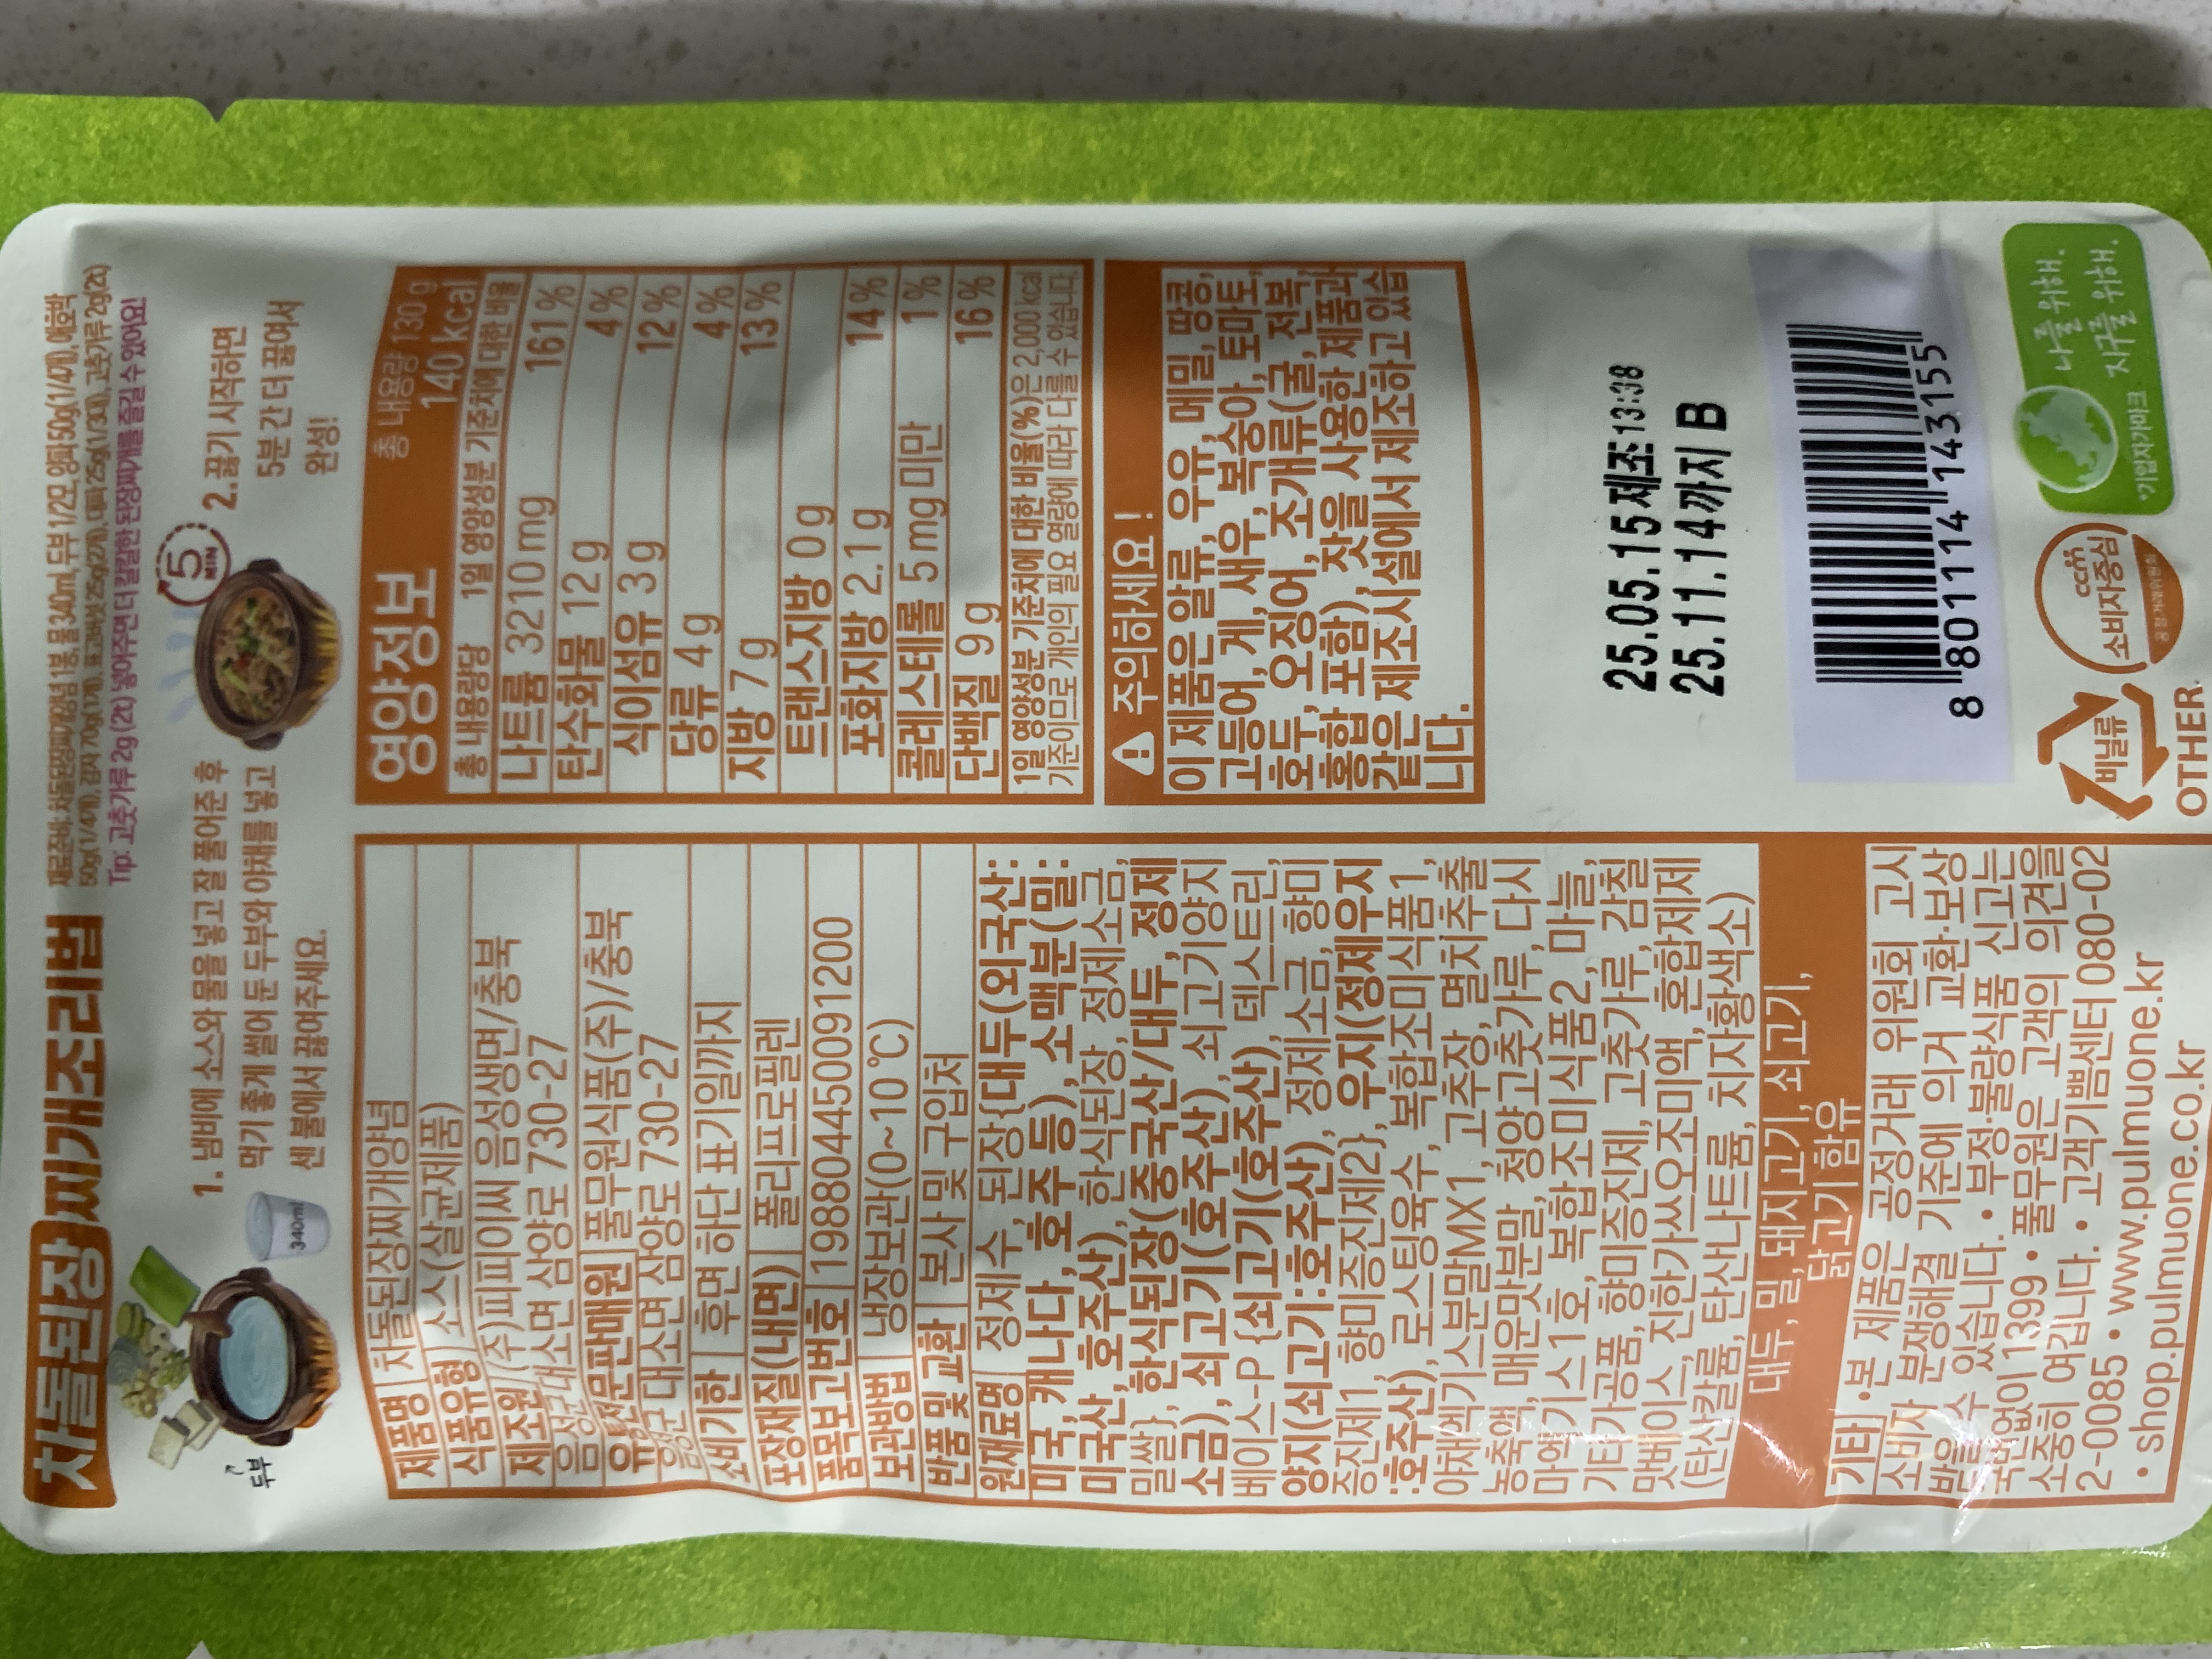 차돌된장찌개조리법
재료준비: 차돌된장찌개양념 1봉, 물 340ml, 두부 1/2모, 양파 50g(1/4개), 애호박
50g(1/4개), 감자 70g(1개), 표고버섯 25g(2개), 대파 25g(1/3대), 고춧가루 2g(2t)
Tip: 고춧가루 2g (2t) 넣어주면 더 칼칼한 된장찌개를 즐길 수 있어요!
1. 냄비에 소스와 물을 넣고 잘 풀어준 후
먹기 좋게 썰어 둔 두부와 야채를 넣고
센 불에서 끓여주세요.
두부
340ml
5
MIN
2. 끓기 시작하면
5분 간 더 끓여서
완성!
제품명 차돌된장찌개양념
식품유형 소스(살균제품)
제조원 (주)피피이씨 음성생면/충북
음성군 대소면 삼양로 730-27
유통전문판매원 풀무원식품(주)/충북
음성군 대소면 삼양로 730-27
소비기한 후면 하단 표기일까지
포장재질(내면) 폴리프로필렌
품목보고번호 198804450091200
보관방법 냉장보관(0~10℃)
반품 및 교환 본사 및 구입처
원재료명 정제수, 된장{대두(외국산:
미국, 캐나다, 호주 등), 소맥분(밀:
미국산, 호주산), 한식된장, 정제소금,
밀쌀}, 한식된장(중국산/대두, 정제
소금), 쇠고기(호주산), 쇠고기양지
베이스-P {쇠고기(호주산), 덱스트린,
양지(쇠고기:호주산), 정제소금, 향미
증진제1, 향미증진제2}, 우지(정제우지
:호주산), 로스팅육수, 복합조미식품1,
야채엑기스분말MX1, 고추장, 멸치추출
농축액, 매운맛분말, 청양고춧가루, 다시
마엑기스1호, 복합조미식품2, 마늘,
기타가공품, 향미증진제, 고춧가루, 감칠
맛베이스, 진한가쓰오조미액, 혼합제제
(탄산칼륨, 탄산나트륨, 치자황색소)
대두, 밀, 돼지고기, 쇠고기,
닭고기 함유
기타 •본 제품은 공정거래 위원회 고시
소비자 분쟁해결 기준에 의거 교환·보상
받을 수 있습니다. • 부정·불량식품 신고는
국번없이 1399 • 풀무원은 고객의 의견을
소중히 여깁니다. • 고객기쁨센터 080-02
2-0085 • www.pulmuone.kr
• shop.pulmuone.co.kr
영양정보
총 내용량 130 g
140 kcal
총 내용량당 1일 영양성분 기준치에 대한 비율
나트륨 3210 mg 161 %
탄수화물 12 g 4 %
식이섬유 3 g 12 %
당류 4 g 4 %
지방 7 g 13 %
트랜스지방 0 g
포화지방 2.1 g 14 %
콜레스테롤 5 mg 미만 1 %
단백질 9 g 16 %
1일 영양성분 기준치에 대한 비율(%)은 2,000 kcal
기준이므로 개인의 필요 열량에 따라 다를 수 있습니다.
주의하세요!
이 제품은 알류, 우유, 메밀, 땅콩,
고등어, 게, 새우, 복숭아, 토마토,
호두, 오징어, 조개류(굴, 전복,
홍합 포함), 잣을 사용한 제품과
같은 제조시설에서 제조하고 있습
니다.
25.05.15 제조 13:38
25.11.14 까지 B
8 801114 143155
비닐류
OTHER
ccm
소비자중심
공정거래위원회
나를 위해.
지구를 위해.
*기업자가마크